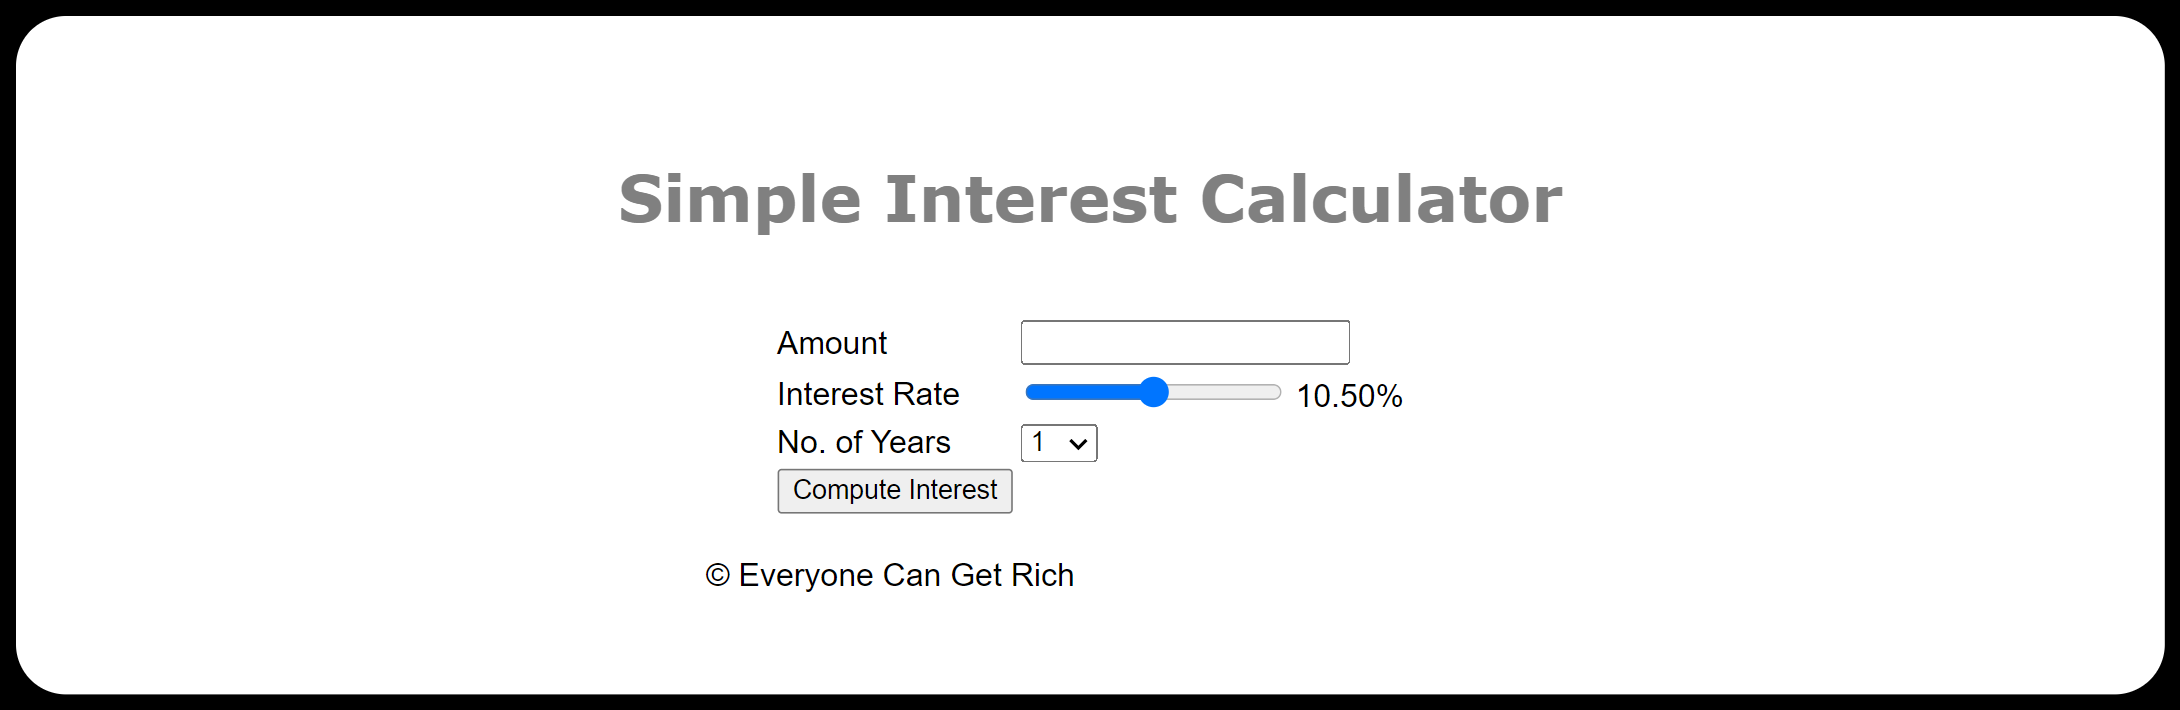 Simple Interest Calculator
Amount
Interest Rate 10.50%
No. of Years 1
Compute Interest
© Everyone Can Get Rich